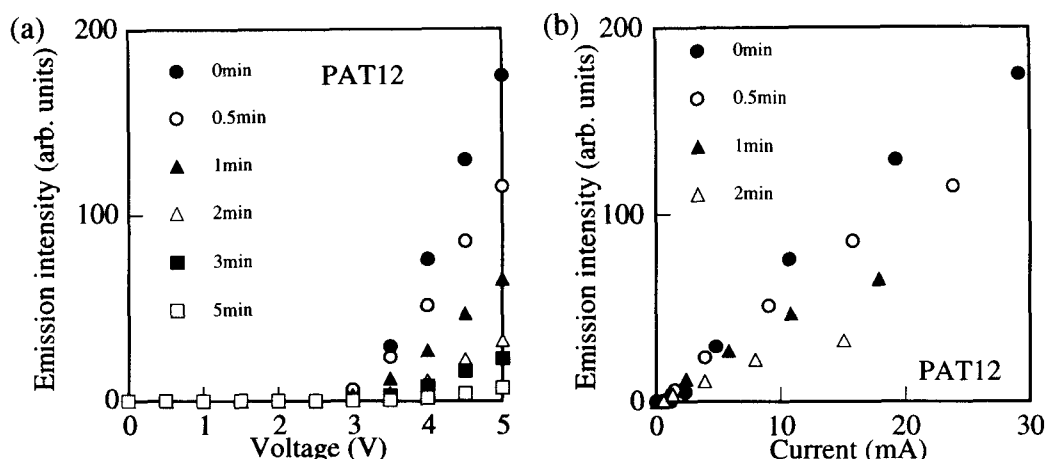 (a)
200
Emission intensity (arb. units)
100
0
0 1 2 3 4 5
Voltage (V)
PAT12
0min
0.5min
1min
2min
3min
5min
(b)
200
Emission intensity (arb. units)
100
0
0 10 20 30
Current (mA)
0min
0.5min
1min
2min
PAT12